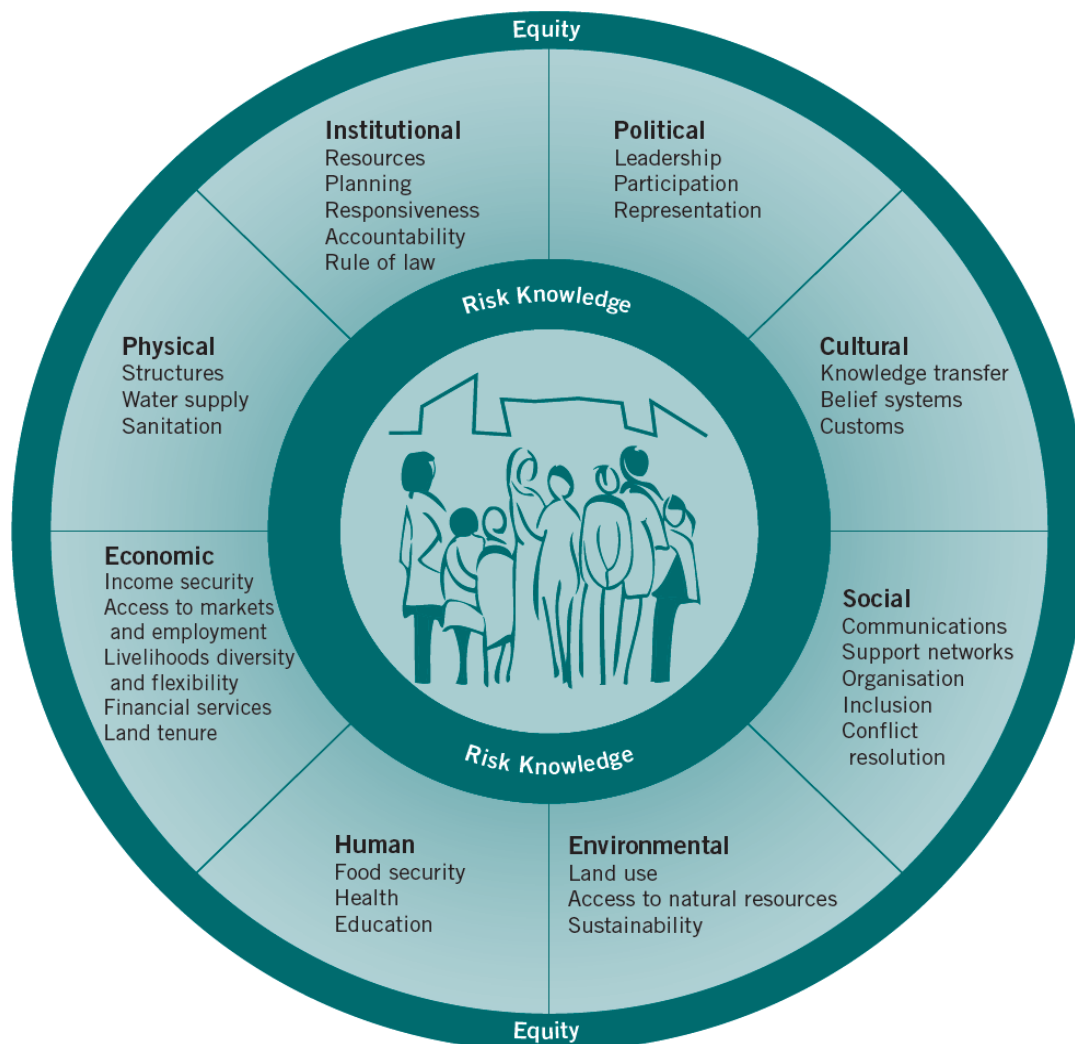 Equity
Institutional
Resources
Planning
Responsiveness
Accountability
Rule of law
Political
Leadership
Participation
Representation
Risk Knowledge
Physical
Structures
Water supply
Sanitation
Cultural
Knowledge transfer
Belief systems
Customs
Economic
Income security
Access to markets
and employment
Livelihoods diversity
and flexibility
Financial services
Land tenure
Social
Communications
Support networks
Organisation
Inclusion
Conflict
resolution
Risk Knowledge
Human
Food security
Health
Education
Environmental
Land use
Access to natural resources
Sustainability
Equity